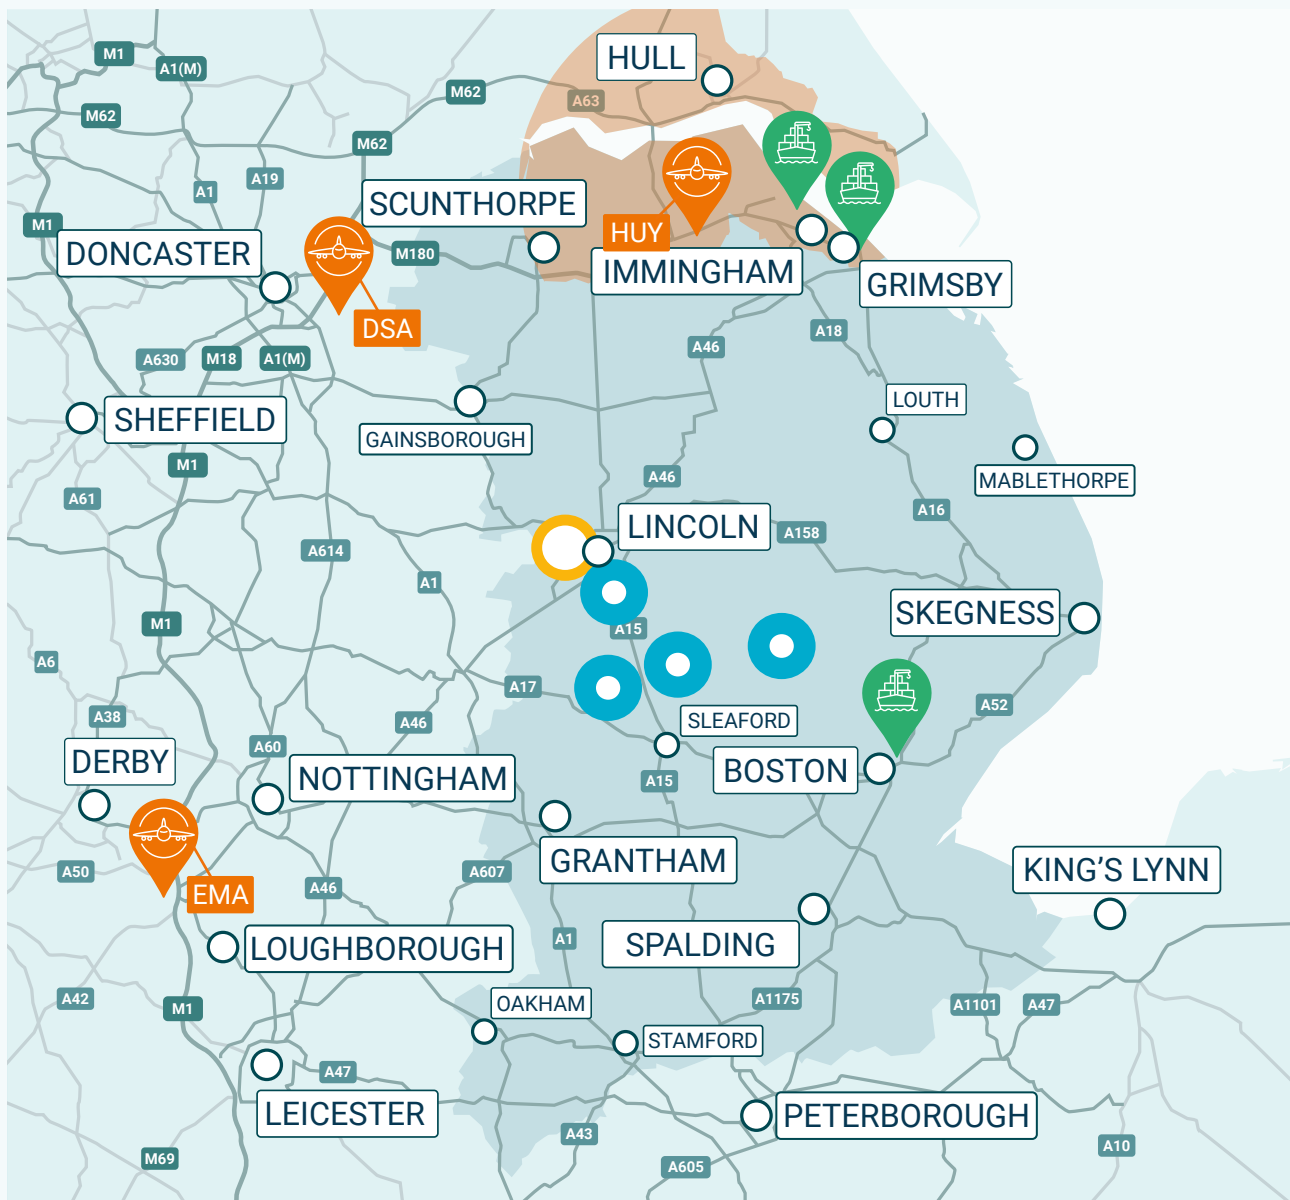 HULL
M1
A1(M)
M62
A63
M62
M62
A19
A1
SCUNTHORPE
M1
HUY
DONCASTER
M180
IMMINGHAM
GRIMSBY
DSA
A18
A46
A630
M18
A1(M)
LOUTH
SHEFFIELD
GAINSBOROUGH
M1
A46
MABLETHORPE
A61
A16
LINCOLN
A158
A614
A1
SKEGNESS
M1
A15
A6
A17
A52
A38
A46
SLEAFORD
A60
DERBY
NOTTINGHAM
BOSTON
A15
GRANTHAM
KING'S LYNN
A50
A607
EMA
A46
LOUGHBOROUGH
A1
SPALDING
A42
OAKHAM
A1175
A1101
A47
M1
STAMFORD
A47
LEICESTER
PETERBOROUGH
A43
A10
M69
A605